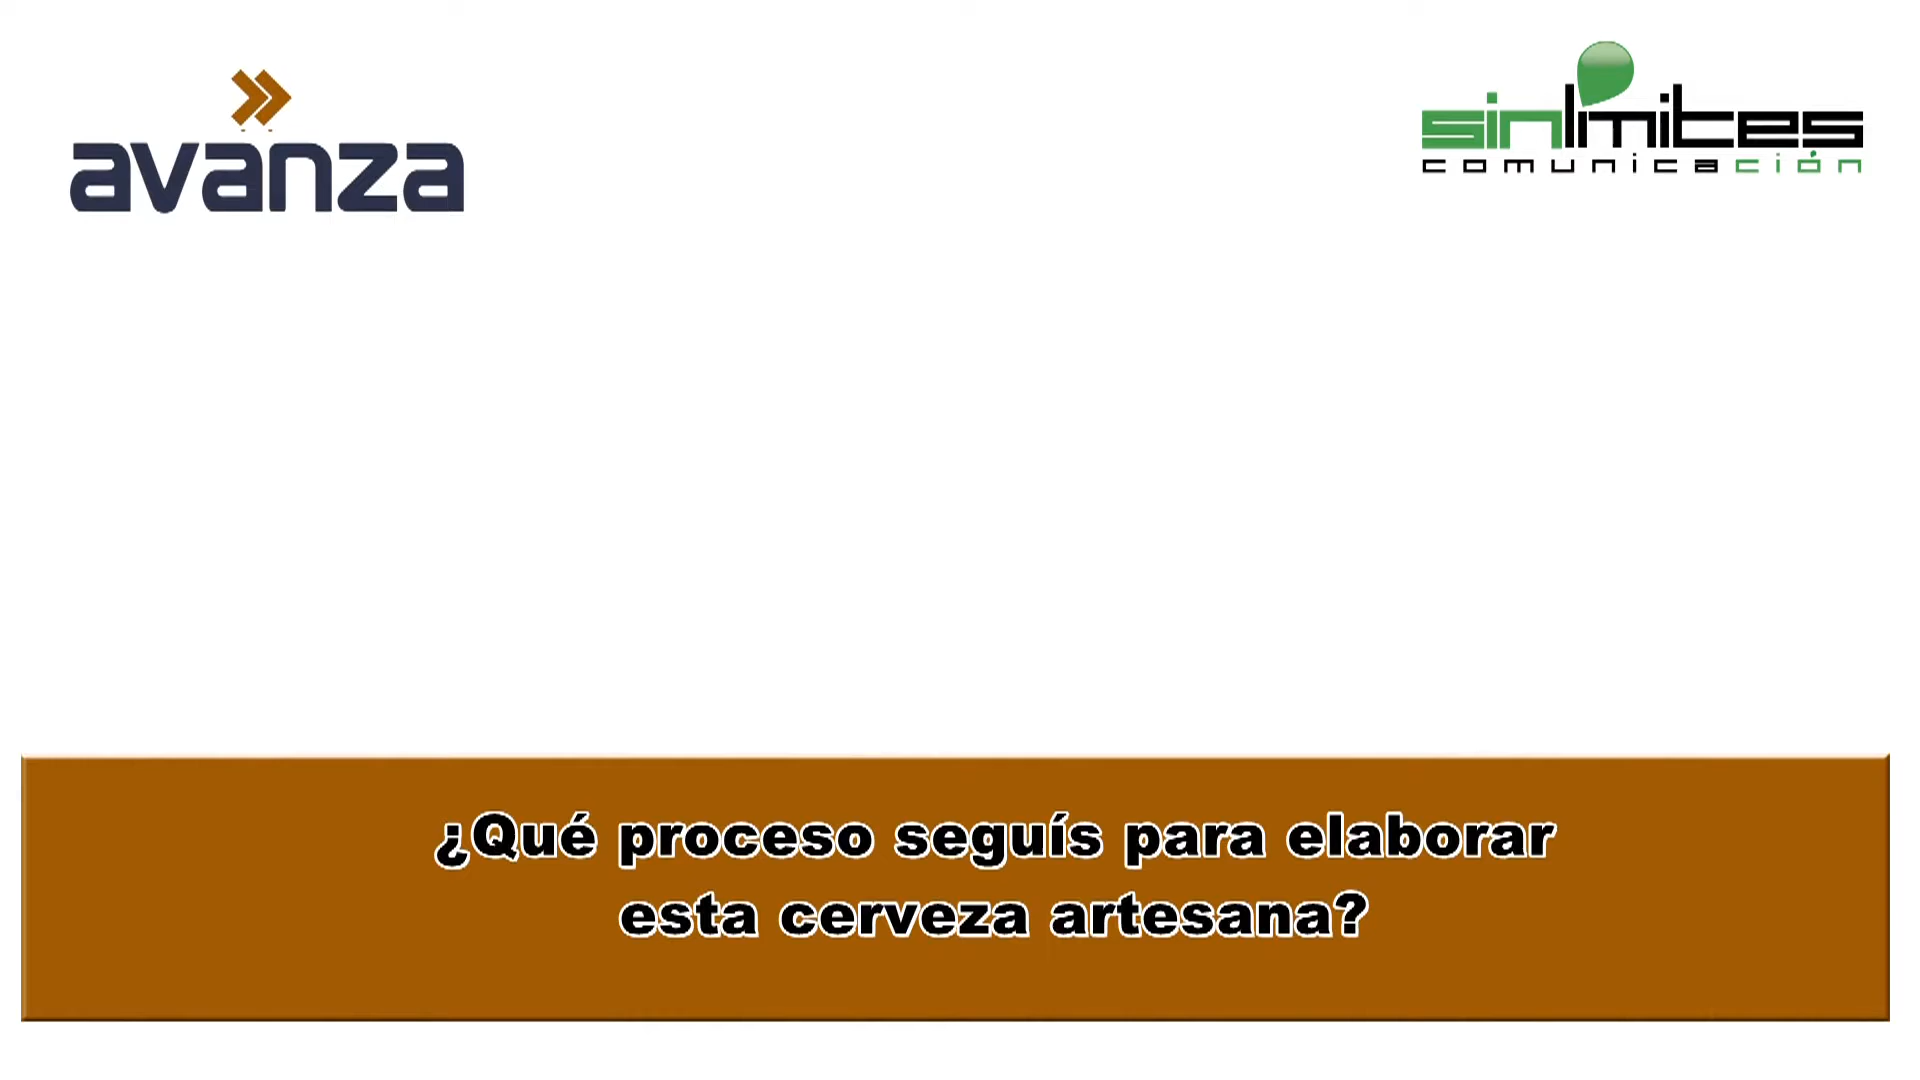 avanza
sinlimites
comunicación
¿Qué proceso seguís para elaborar
esta cerveza artesana?